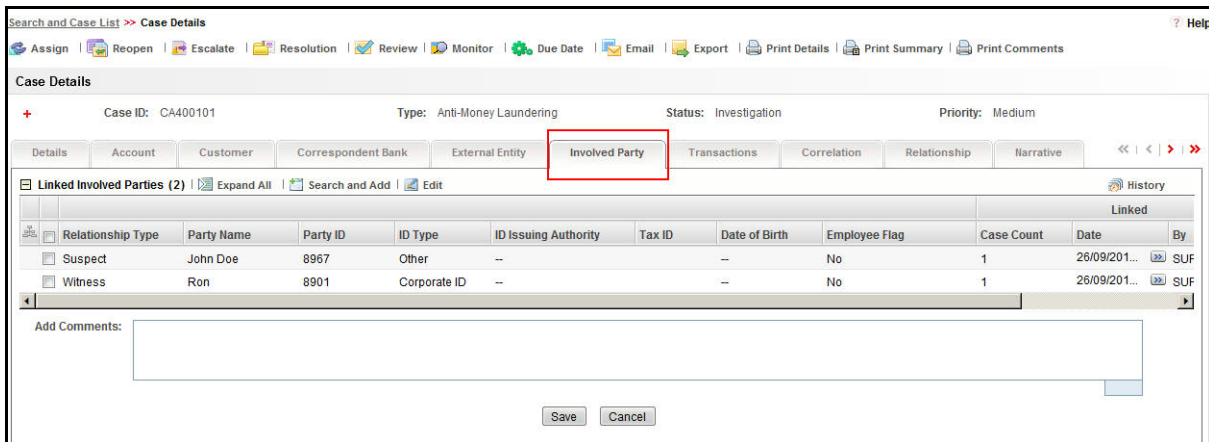 Search and Case List >> Case Details ? Help
Assign | Reopen | Escalate | Resolution | Review | Monitor | Due Date | Email | Export | Print Details | Print Summary | Print Comments
Case Details
+ Case ID: CA400101 Type: Anti-Money Laundering Status: Investigation Priority: Medium
Details Account Customer Correspondent Bank External Entity Involved Party Transactions Correlation Relationship Narrative
Linked Involved Parties (2) | Expand All | Search and Add | Edit History
Linked
Relationship Type Party Name Party ID ID Type ID Issuing Authority Tax ID Date of Birth Employee Flag Case Count Date By
Suspect John Doe 8967 Other -- -- No 1 26/09/201... SUF
Witness Ron 8901 Corporate ID -- -- No 1 26/09/201... SUF
Add Comments:
Save Cancel